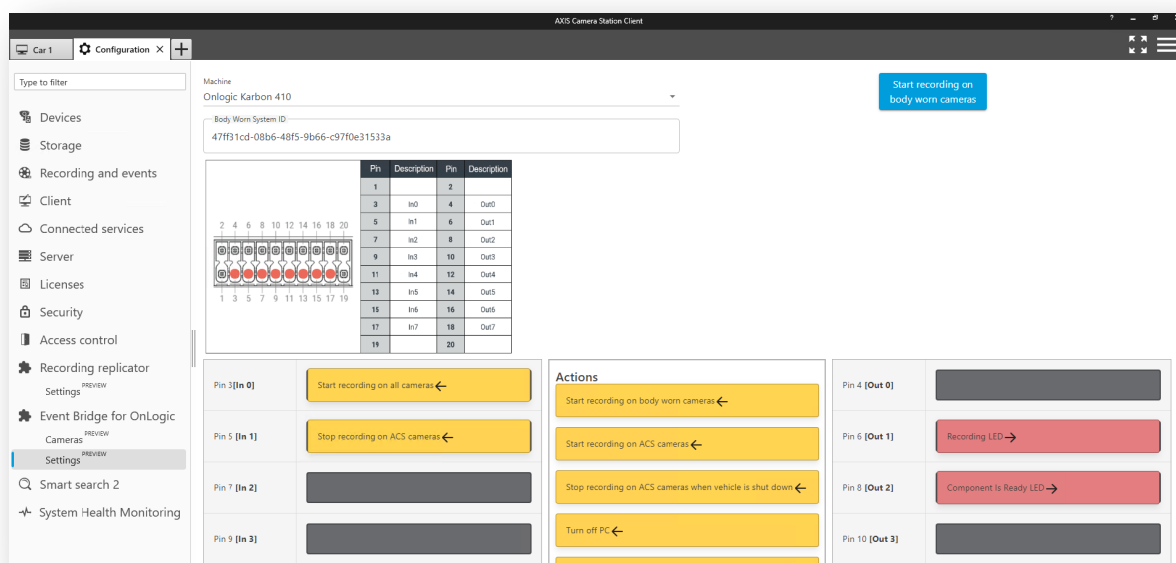 AXIS Camera Station Client
?
Car 1
Configuration
Type to filter
Devices
Storage
Recording and events
Client
Connected services
Server
Licenses
Security
Access control
Recording replicator
Settings PREVIEW
Event Bridge for OnLogic
Cameras PREVIEW
Settings PREVIEW
Smart search 2
System Health Monitoring
Machine
Onlogic Karbon 410
Body Worn System ID
47ff31cd-08b6-48f5-9b66-c97f0e31533a
Start recording on
body worn cameras
2 4 6 8 10 12 14 16 18 20
1 3 5 7 9 11 13 15 17 19
Pin Description Pin Description
1 2
3 In0 4 Out0
5 In1 6 Out1
7 In2 8 Out2
9 In3 10 Out3
11 In4 12 Out4
13 In5 14 Out5
15 In6 16 Out6
17 In7 18 Out7
19 20
Pin 3[In 0]
Start recording on all cameras
Pin 5 [In 1]
Stop recording on ACS cameras
Pin 7 [In 2]
Pin 9 [In 3]
Actions
Start recording on body worn cameras
Start recording on ACS cameras
Stop recording on ACS cameras when vehicle is shut down
Turn off PC
Pin 4 [Out 0]
Pin 6 [Out 1]
Recording LED
Pin 8 [Out 2]
Component Is Ready LED
Pin 10 [Out 3]